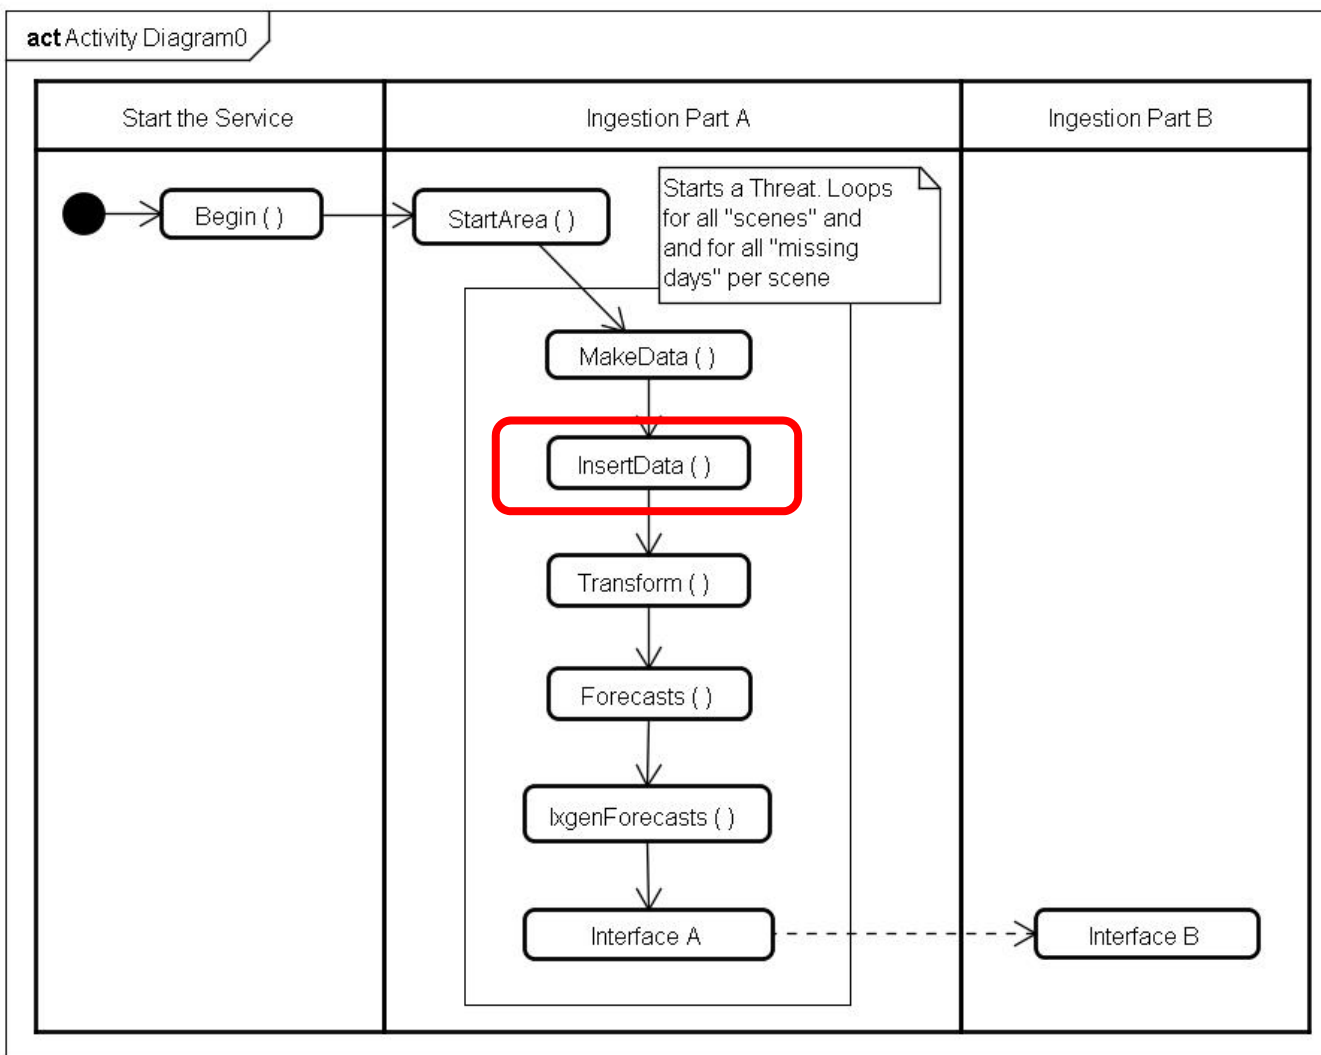 act Activity Diagram0
Start the Service
Ingestion Part A
Ingestion Part B
Begin ( )
StartArea ( )
Starts a Threat. Loops
for all "scenes" and
and for all "missing
days" per scene
MakeData ( )
InsertData ( )
Transform ( )
Forecasts ( )
IxgenForecasts ( )
Interface A
Interface B